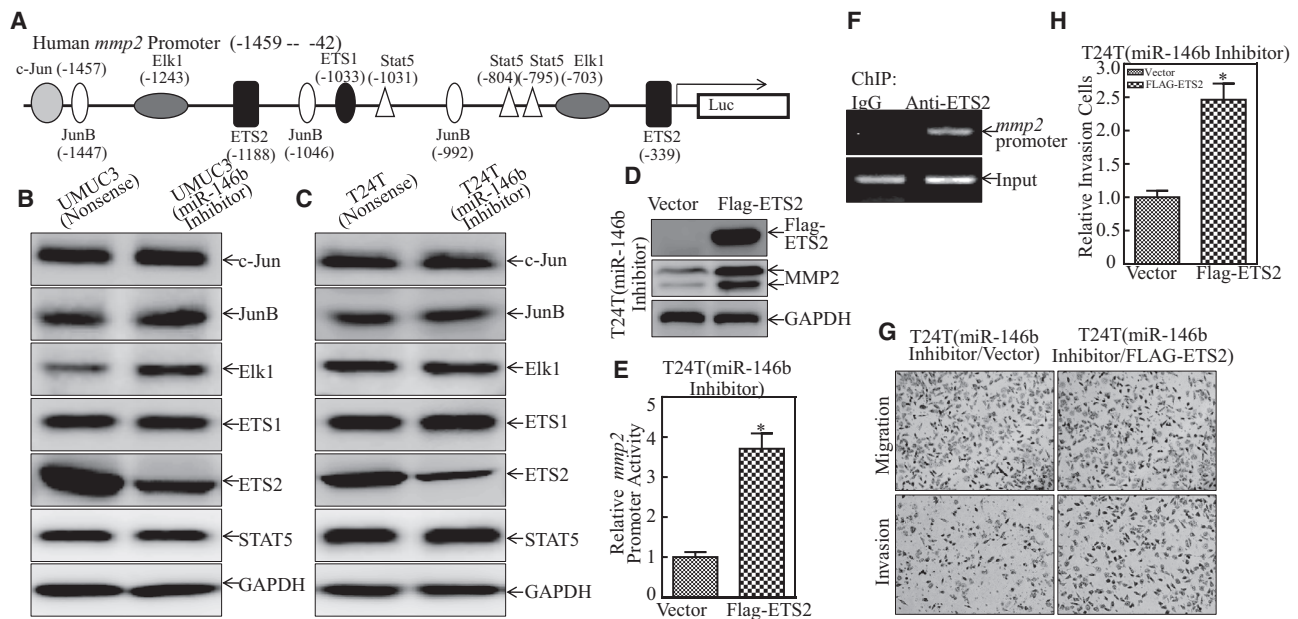 A
Human mmp2 Promoter (-1459 -- -42)
c-Jun (-1457)
Elk1
(-1243)
ETS1
(-1033)
Stat5
(-1031)
Stat5
(-804)
Stat5
(-795)
Elk1
(-703)
Luc
JunB
(-1447)
ETS2
(-1188)
JunB
(-1046)
JunB
(-992)
ETS2
(-339)
B
UMUC3
(Nonsense)
UMUC3
(miR-146b
Inhibitor)
c-Jun
JunB
Elk1
ETS1
ETS2
STAT5
GAPDH
C
T24T
(Nonsense)
T24T
(miR-146b
Inhibitor)
c-Jun
JunB
Elk1
ETS1
ETS2
STAT5
GAPDH
D
Vector Flag-ETS2
T24T(miR-146b
Inhibitor)
Flag-
ETS2
MMP2
GAPDH
E
T24T(miR-146b
Inhibitor)
Relative mmp2
Promoter Activity
5
4
3
2
1
0
*
Vector Flag-ETS2
F
ChIP:
IgG Anti-ETS2
mmp2
promoter
Input
H
T24T(miR-146b Inhibitor)
Relative Invasion Cells
3.0
2.5
2.0
1.5
1.0
0.5
0
Vector
FLAG-ETS2
*
Vector Flag-ETS2
G
T24T(miR-146b
Inhibitor/Vector)
T24T(miR-146b
Inhibitor/FLAG-ETS2)
Migration
Invasion